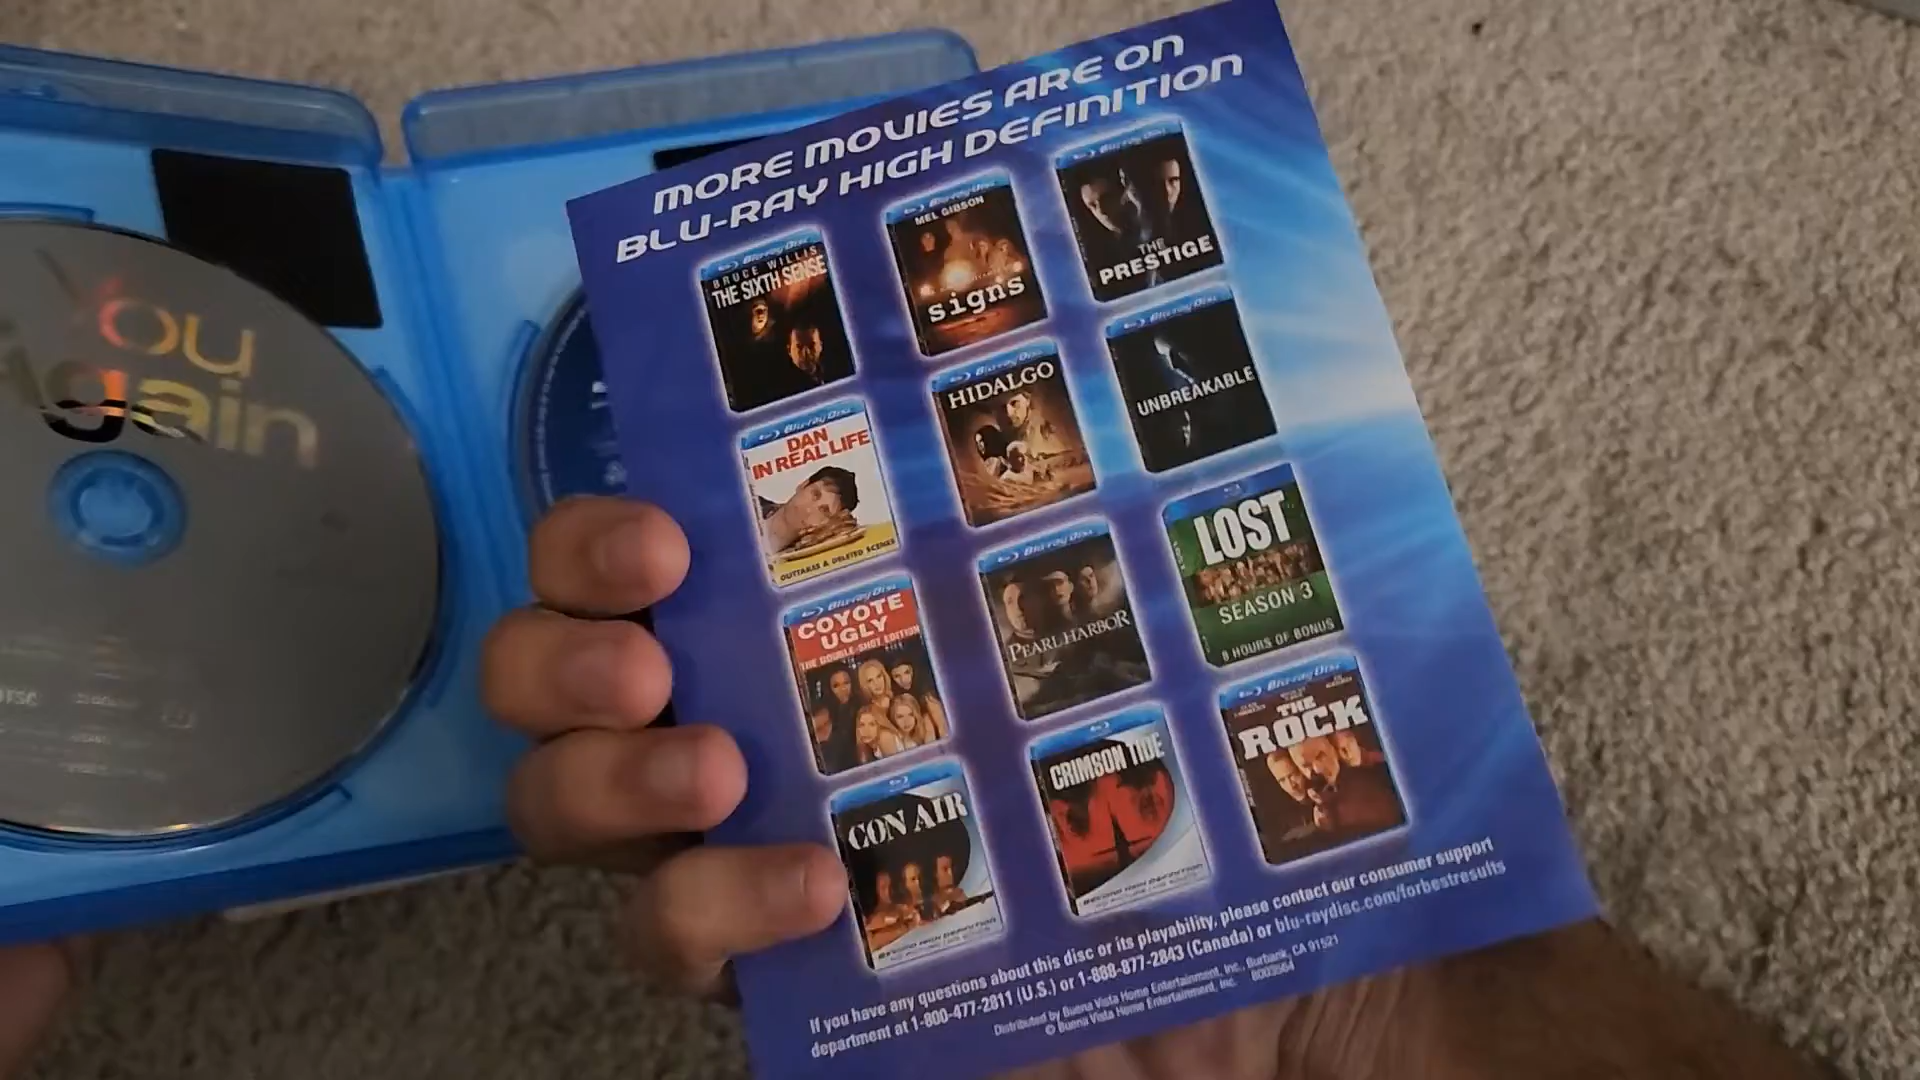 MORE MOVIES ARE ON
BLU-RAY HIGH DEFINITION
Blu-ray Disc
BRUCE WILLIS
THE SIXTH SENSE
Blu-ray Disc
MEL GIBSON
signs
Blu-ray Disc
THE
PRESTIGE
Blu-ray Disc
DAN
IN REAL LIFE
OUTTAKES & DELETED SCENES
Blu-ray Disc
HIDALGO
Blu-ray Disc
UNBREAKABLE
Blu-ray Disc
COYOTE
UGLY
THE DOUBLE-SHOT EDITION
Blu-ray Disc
PEARL HARBOR
LOST
SEASON 3
8 HOURS OF BONUS
CON AIR
BEYOND HIGH DEFINITION
CRIMSON TIDE
BEYOND HIGH DEFINITION
Blu-ray Disc
THE
ROCK
If you have any questions about this disc or its playability, please contact our consumer support
department at 1-800-477-2811 (U.S.) or 1-888-877-2843 (Canada) or blu-raydisc.com/forbestresults
Distributed by Buena Vista Home Entertainment, Inc., Burbank, CA 91521
© Buena Vista Home Entertainment, Inc.
You
Again